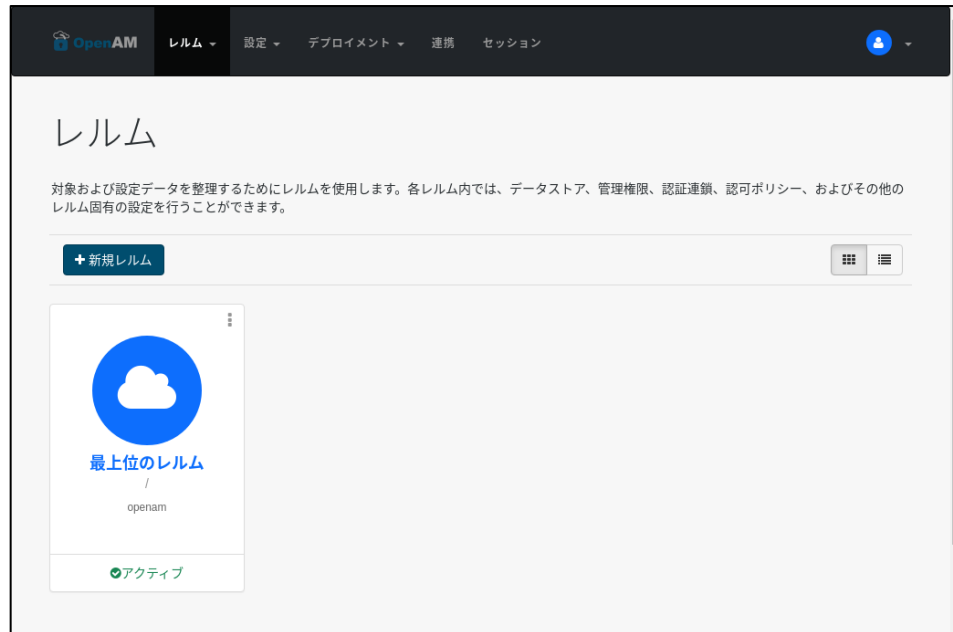 OpenAM レルム 設定 デプロイメント 連携 セッション
レルム
対象および設定データを整理するためにレルムを使用します。各レルム内では、データストア、管理権限、認証連鎖、認可ポリシー、およびその他の
レルム固有の設定を行うことができます。
新規レルム
最上位のレルム
/
openam
アクティブ